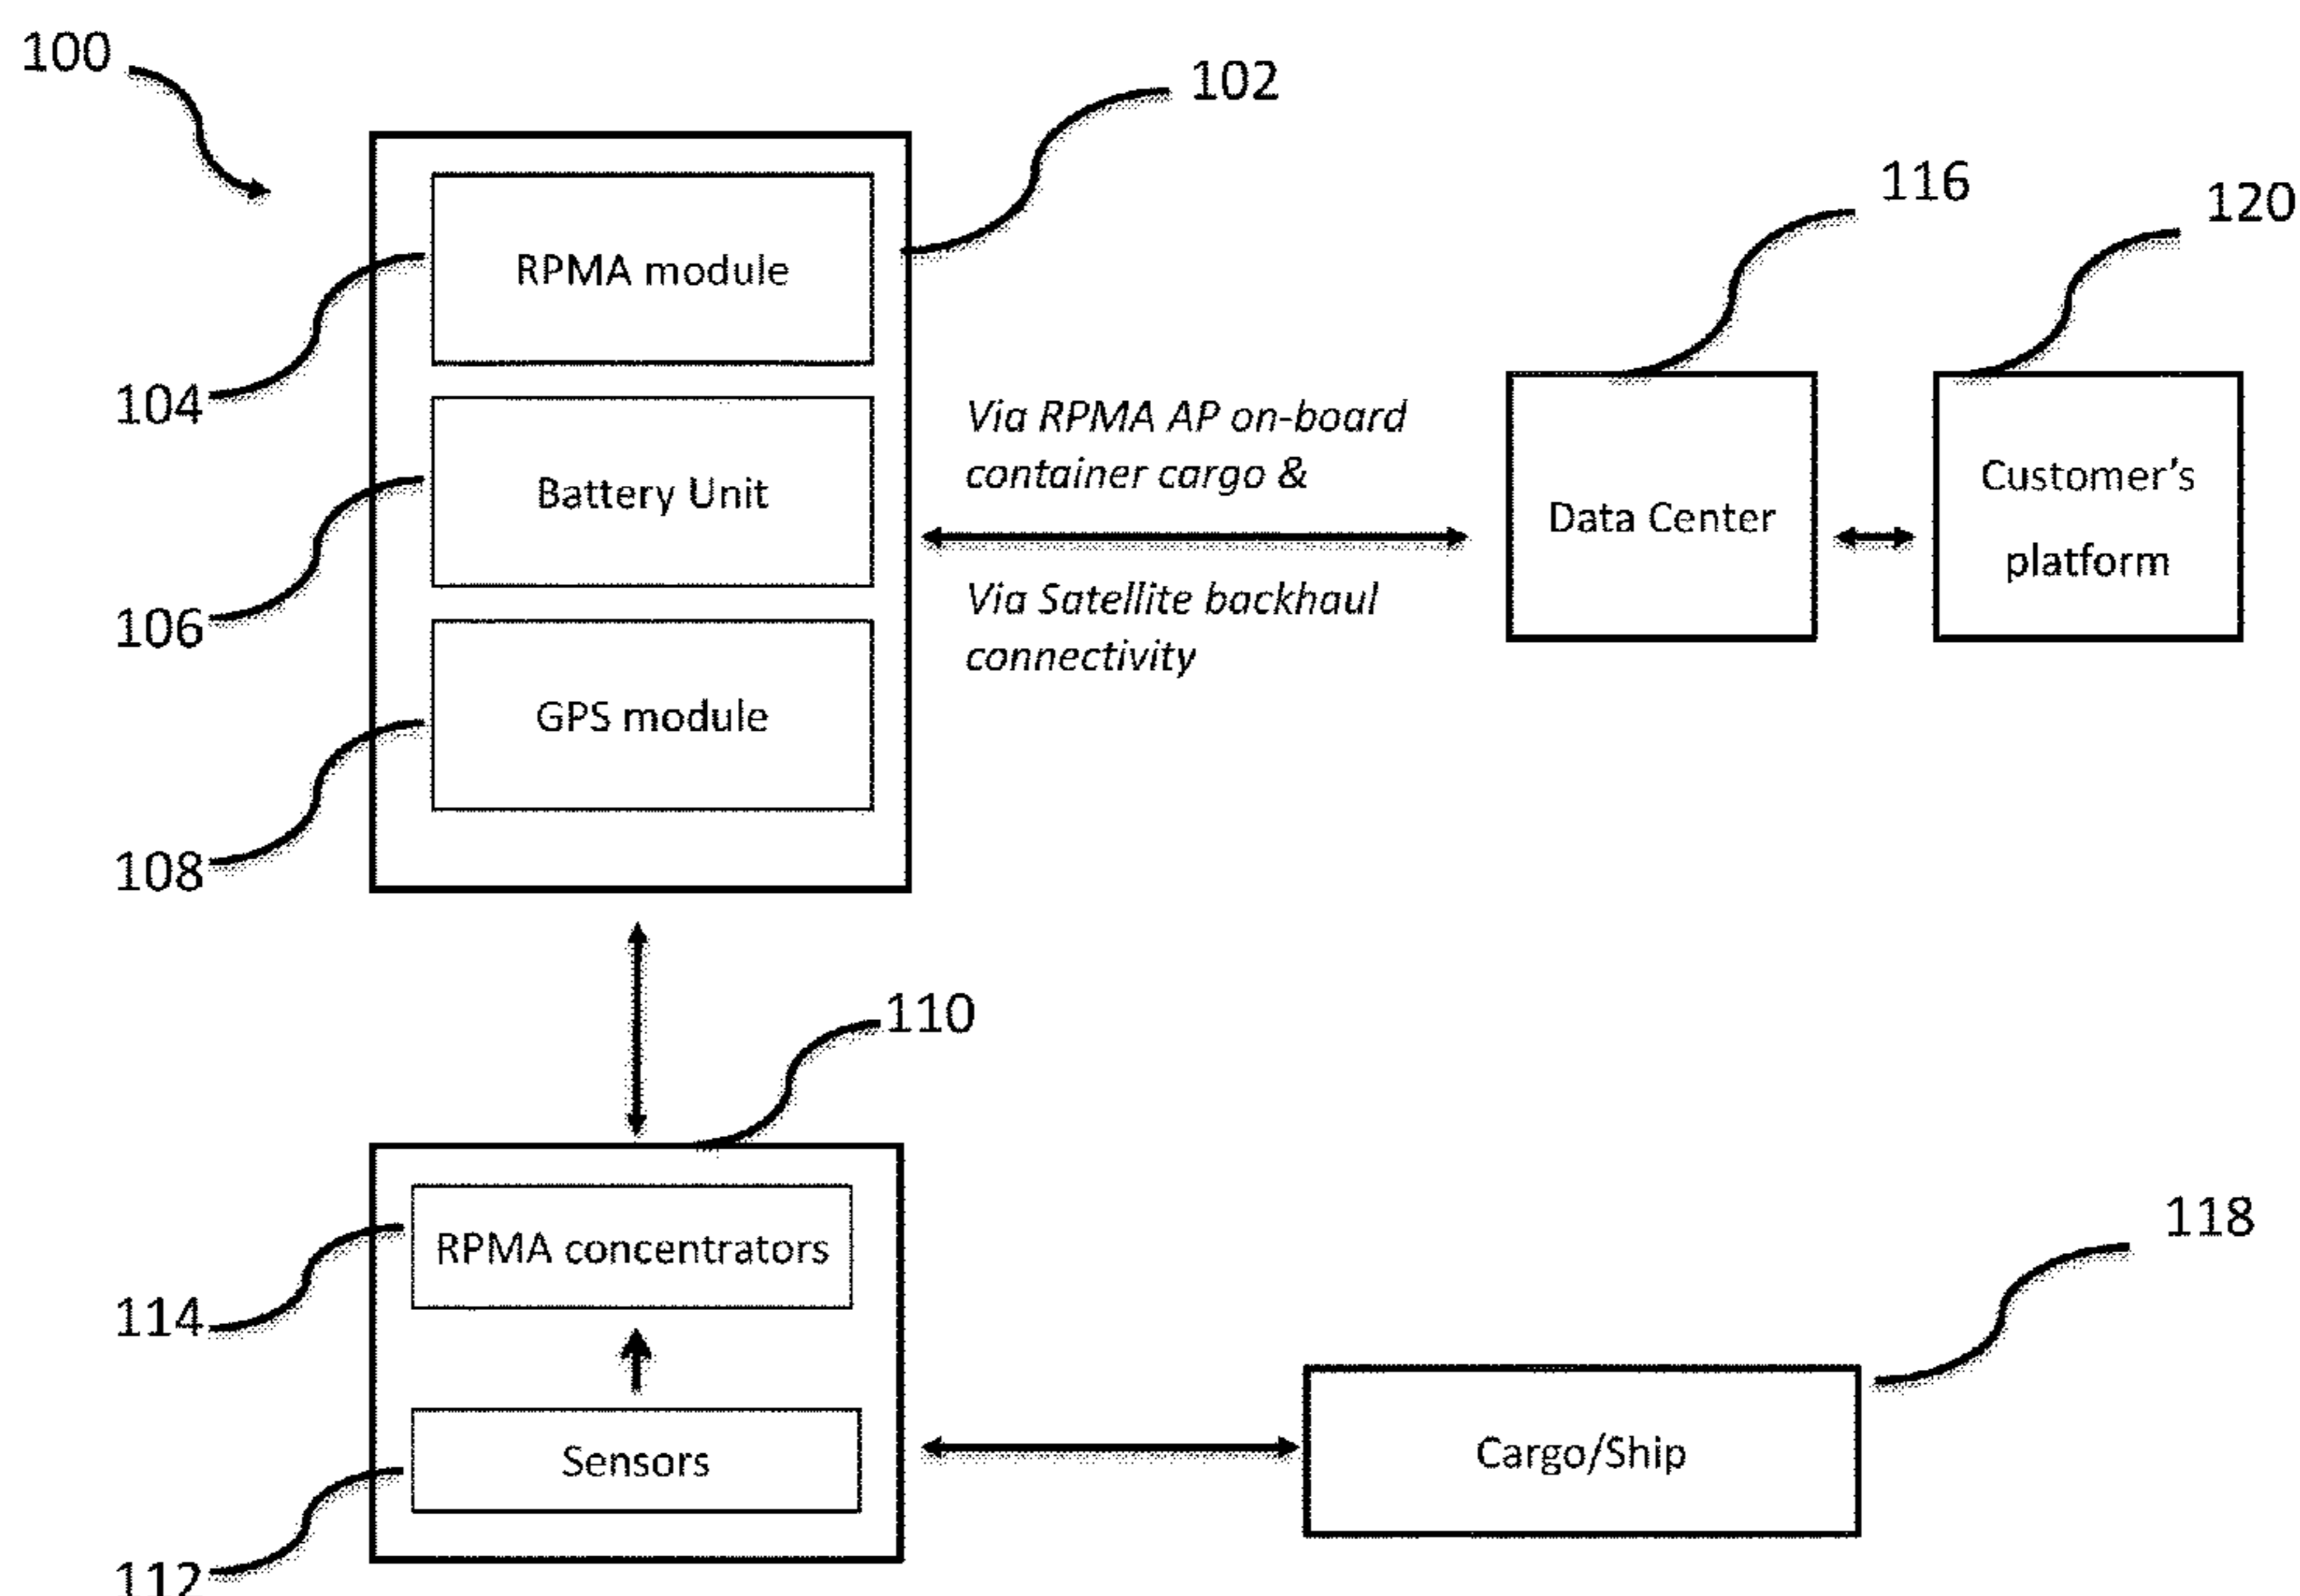 100
102
116
120
RPMA module
104
Via RPMA AP on-board
container cargo &
Battery Unit
Data Center
Customer's
platform
106
Via Satellite backhaul
connectivity
GPS module
108
110
RPMA concentrators
114
118
Sensors
Cargo/Ship
112